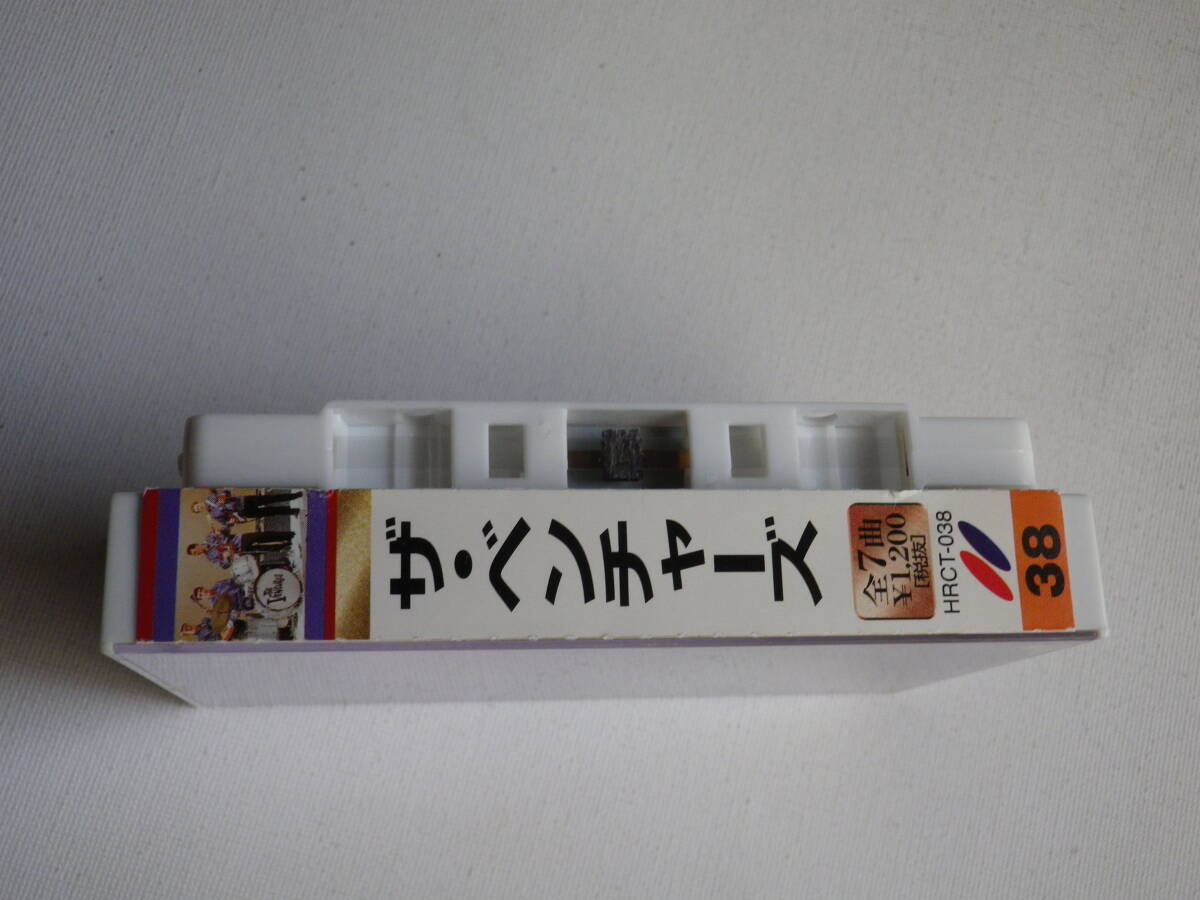 ザ・ベンチャーズ
全7曲
¥1,200
[税抜]
HRCT-038
38